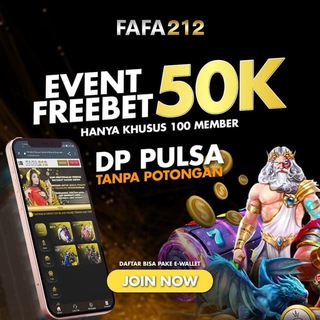 FAFA212
EVENT
FREEBET 50K
HANYA KHUSUS 100 MEMBER
DP PULSA
TANPA POTONGAN
DAFTAR BISA PAKE E-WALLET
JOIN NOW